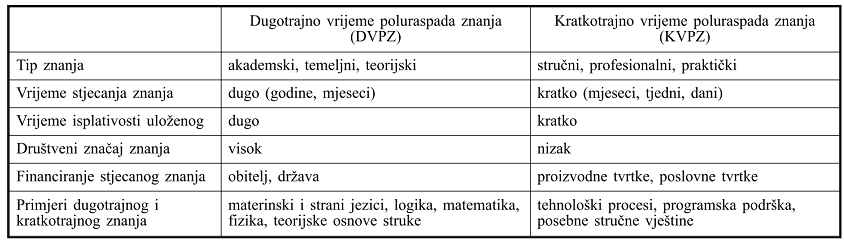 Dugotrajno vrijeme poluraspada znanja (DVPZ)
Kratkotrajno vrijeme poluraspada znanja (KVPZ)
Tip znanja
akademski, temeljni, teorijski
stručni, profesionalni, praktički
Vrijeme stjecanja znanja
dugo (godine, mjeseci)
kratko (mjeseci, tjedni, dani)
Vrijeme isplativosti uloženog
dugo
kratko
Društveni značaj znanja
visok
nizak
Financiranje stjecanog znanja
obitelj, država
proizvodne tvrtke, poslovne tvrtke
Primjeri dugotrajnog i
kratkotrajnog znanja
materinski i strani jezici, logika, matematika,
fizika, teorijske osnove struke
tehnološki procesi, programska podrška,
posebne stručne vještine